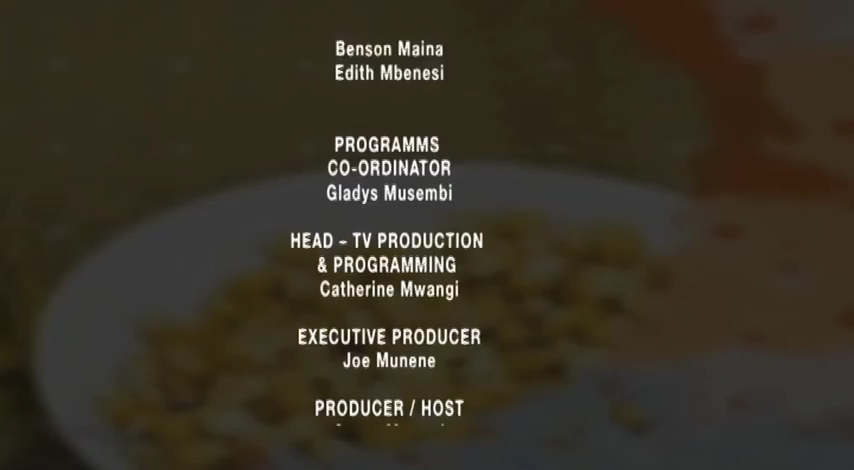 Benson Maina
Edith Mbenesi
PROGRAMMS
CO-ORDINATOR
Gladys Musembi
HEAD – TV PRODUCTION
& PROGRAMMING
Catherine Mwangi
EXECUTIVE PRODUCER
Joe Munene
PRODUCER / HOST